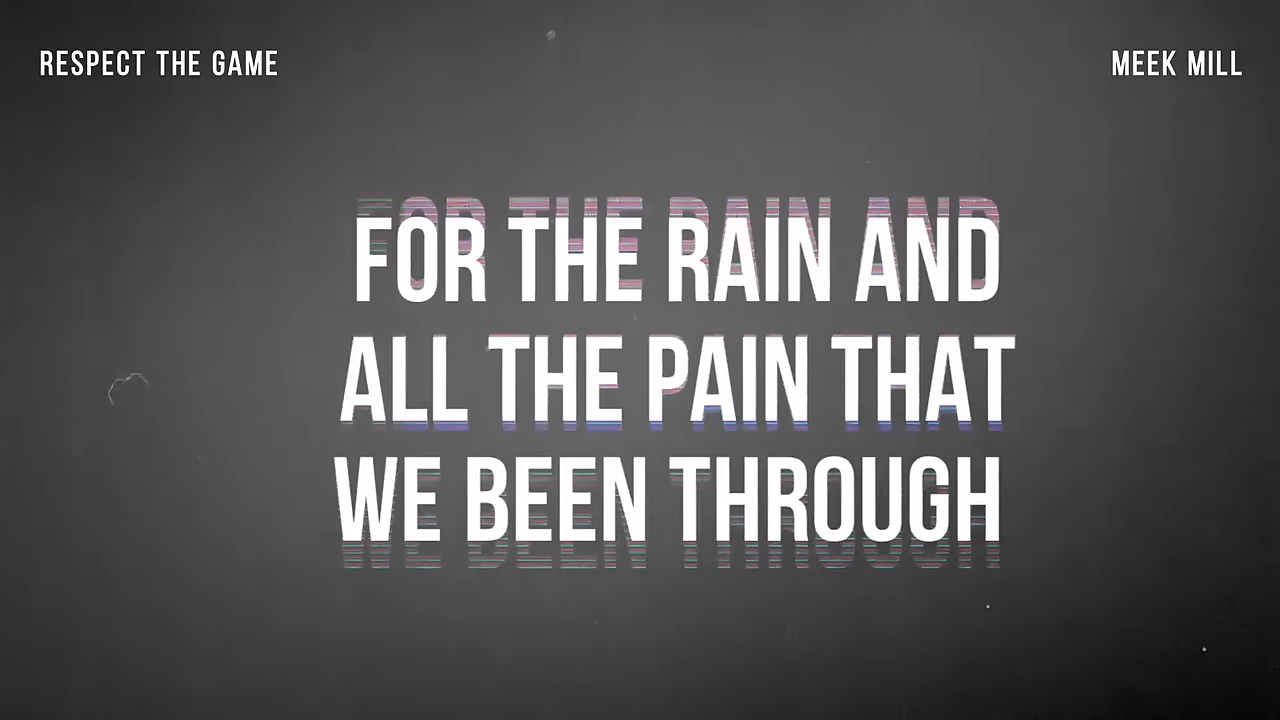 RESPECT THE GAME
MEEK MILL
FOR THE RAIN AND
ALL THE PAIN THAT
WE BEEN THROUGH